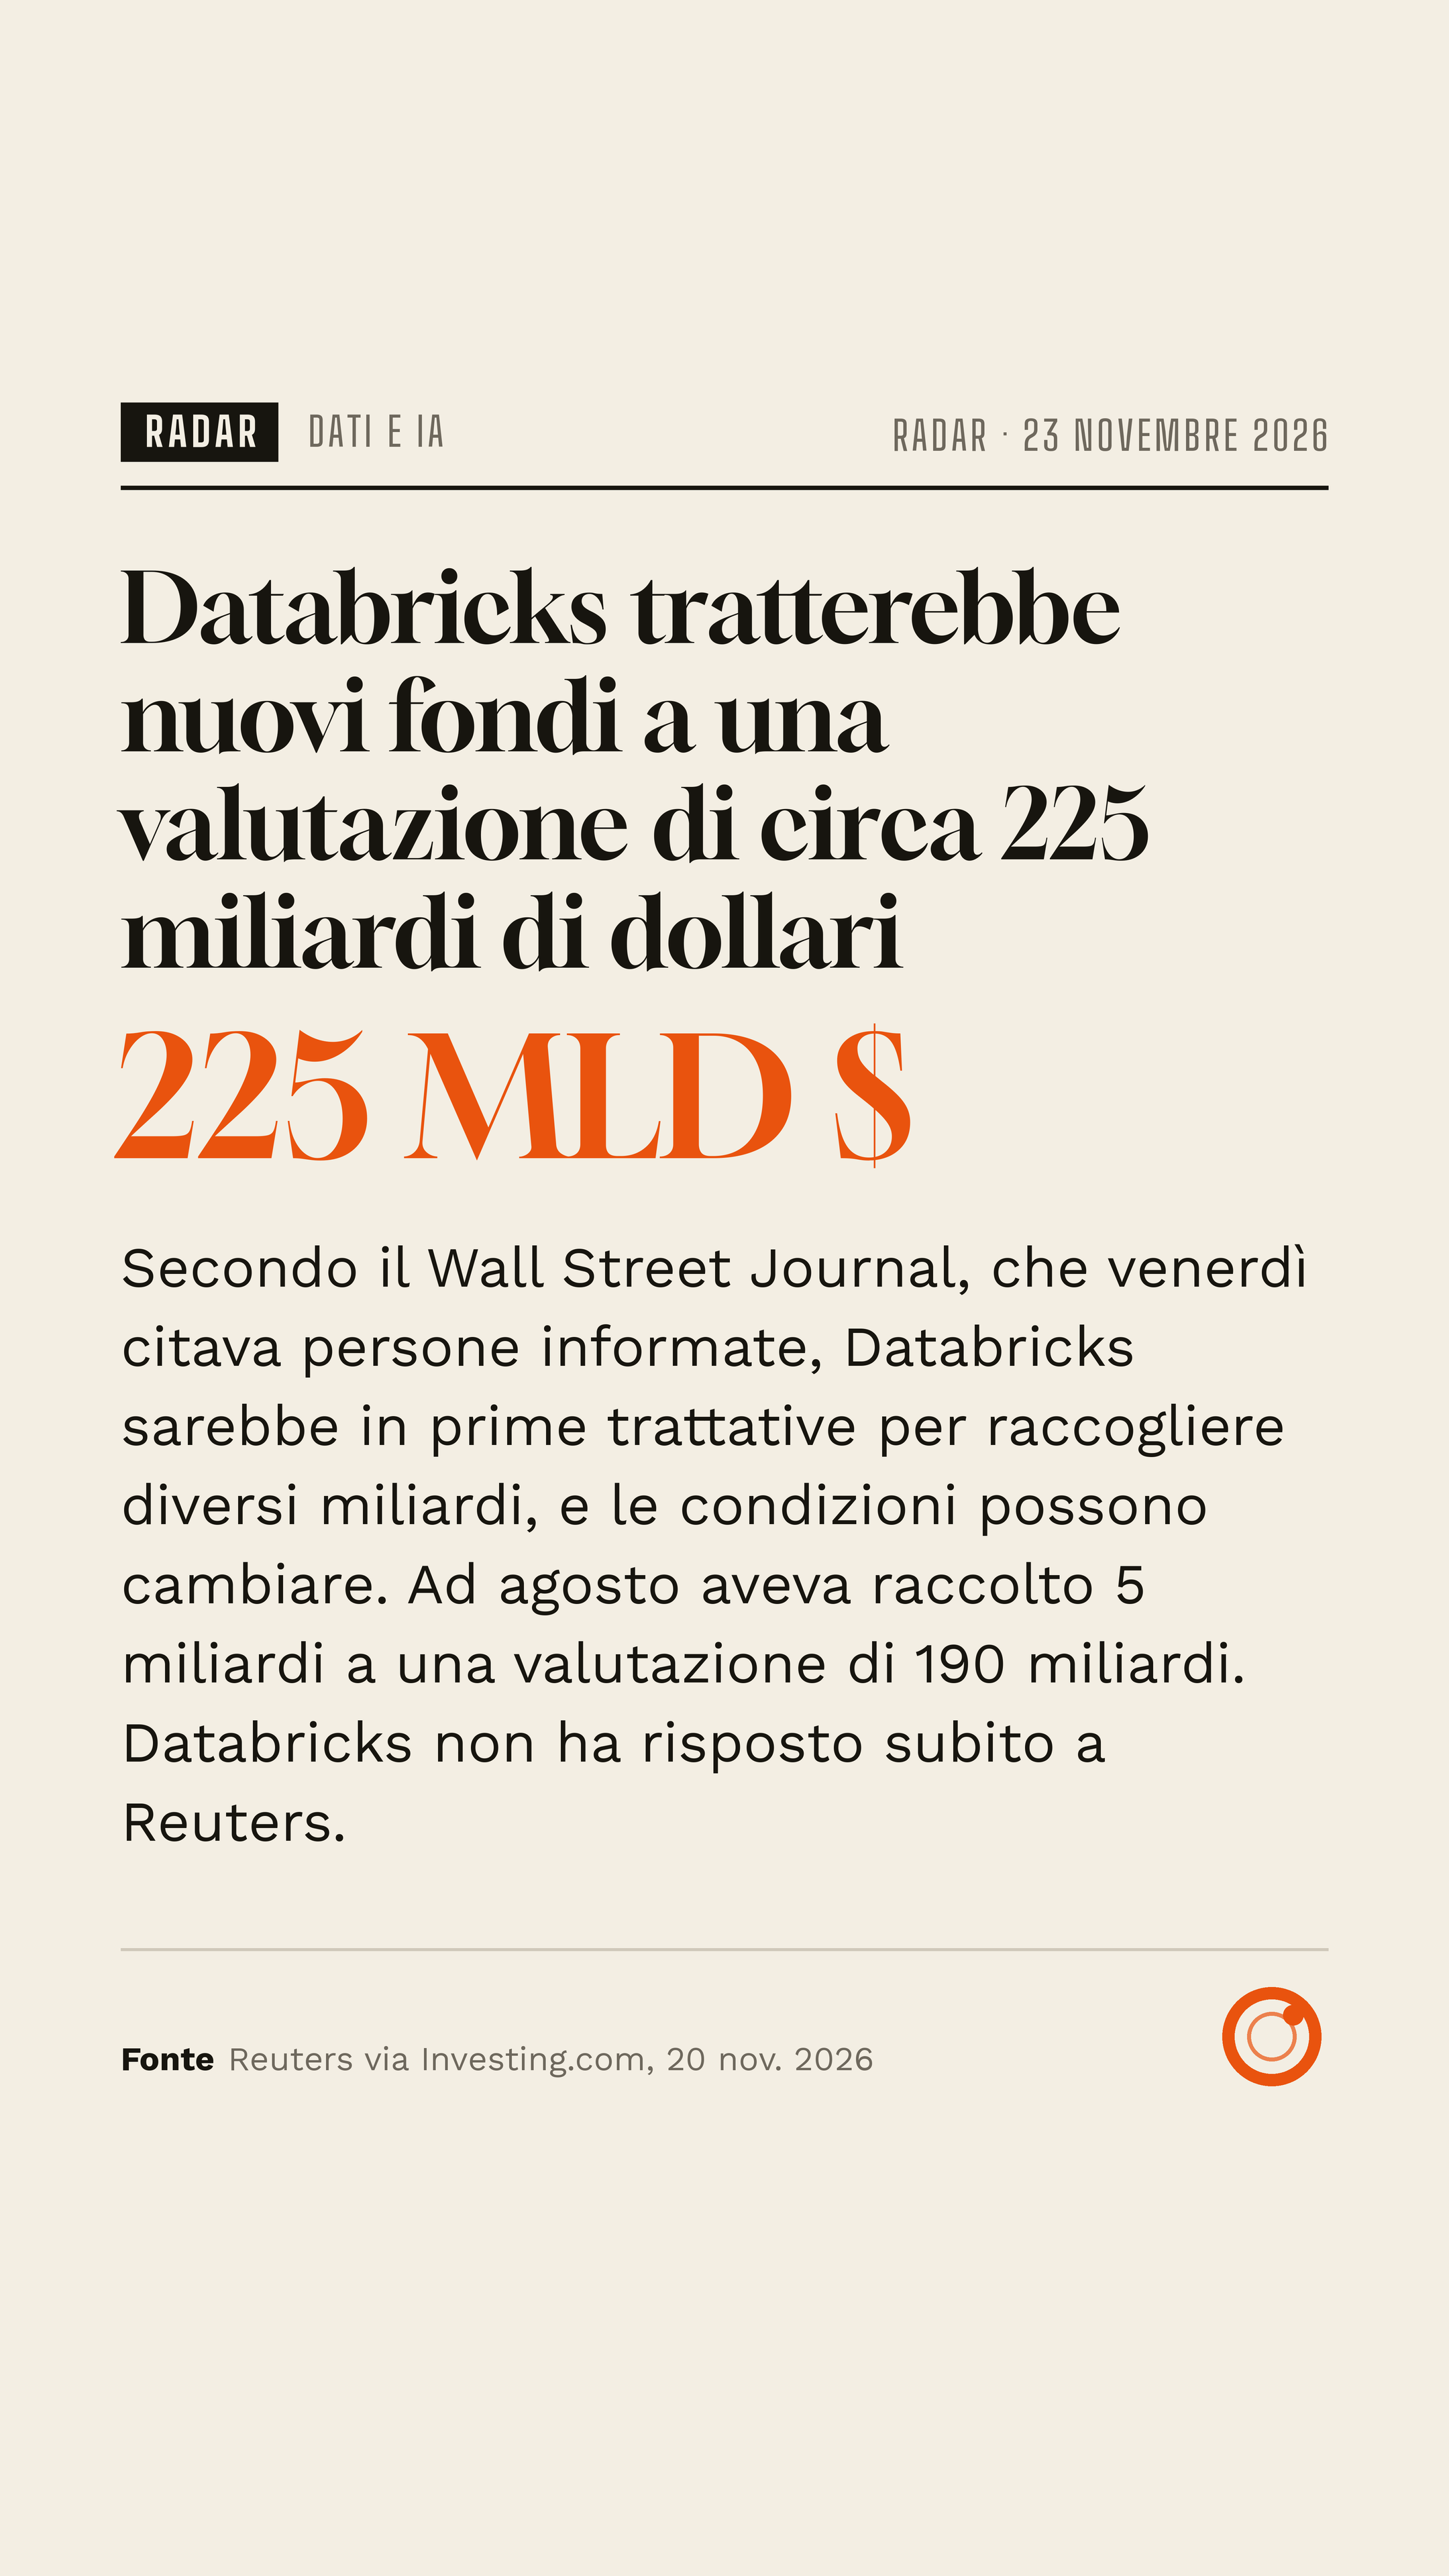 RADAR DATI E IA RADAR · 23 NOVEMBRE 2026
Databricks tratterebbe
nuovi fondi a una
valutazione di circa 225
miliardi di dollari
225 MLD $
Secondo il Wall Street Journal, che venerdì
citava persone informate, Databricks
sarebbe in prime trattative per raccogliere
diversi miliardi, e le condizioni possono
cambiare. Ad agosto aveva raccolto 5
miliardi a una valutazione di 190 miliardi.
Databricks non ha risposto subito a
Reuters.
Fonte Reuters via Investing.com, 20 nov. 2026